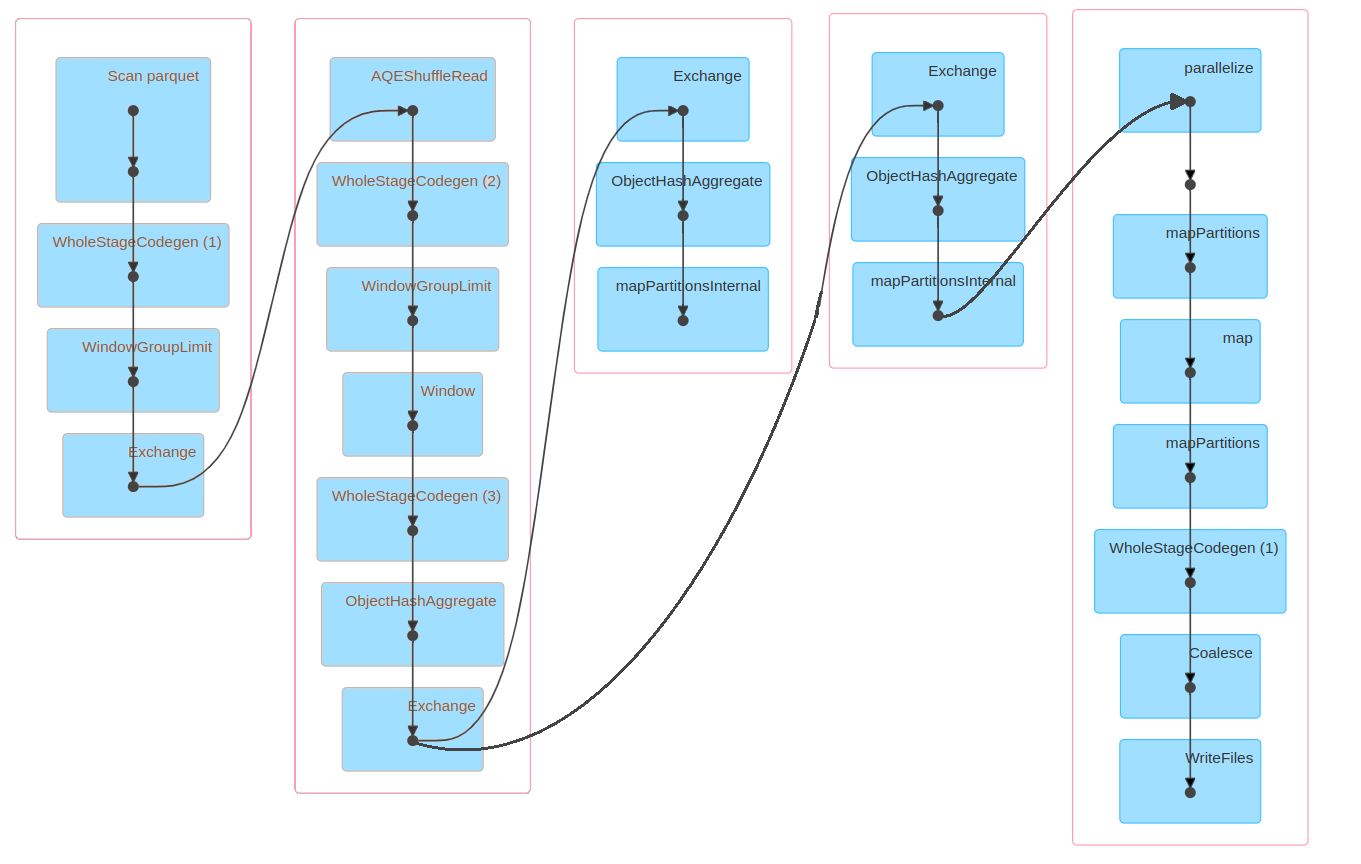 Scan parquet
WholeStageCodegen (1)
WindowGroupLimit
Exchange
AQEShuffleRead
WholeStageCodegen (2)
WindowGroupLimit
Window
WholeStageCodegen (3)
ObjectHashAggregate
Exchange
Exchange
ObjectHashAggregate
mapPartitionsInternal
Exchange
ObjectHashAggregate
mapPartitionsInternal
parallelize
mapPartitions
map
mapPartitions
WholeStageCodegen (1)
Coalesce
WriteFiles